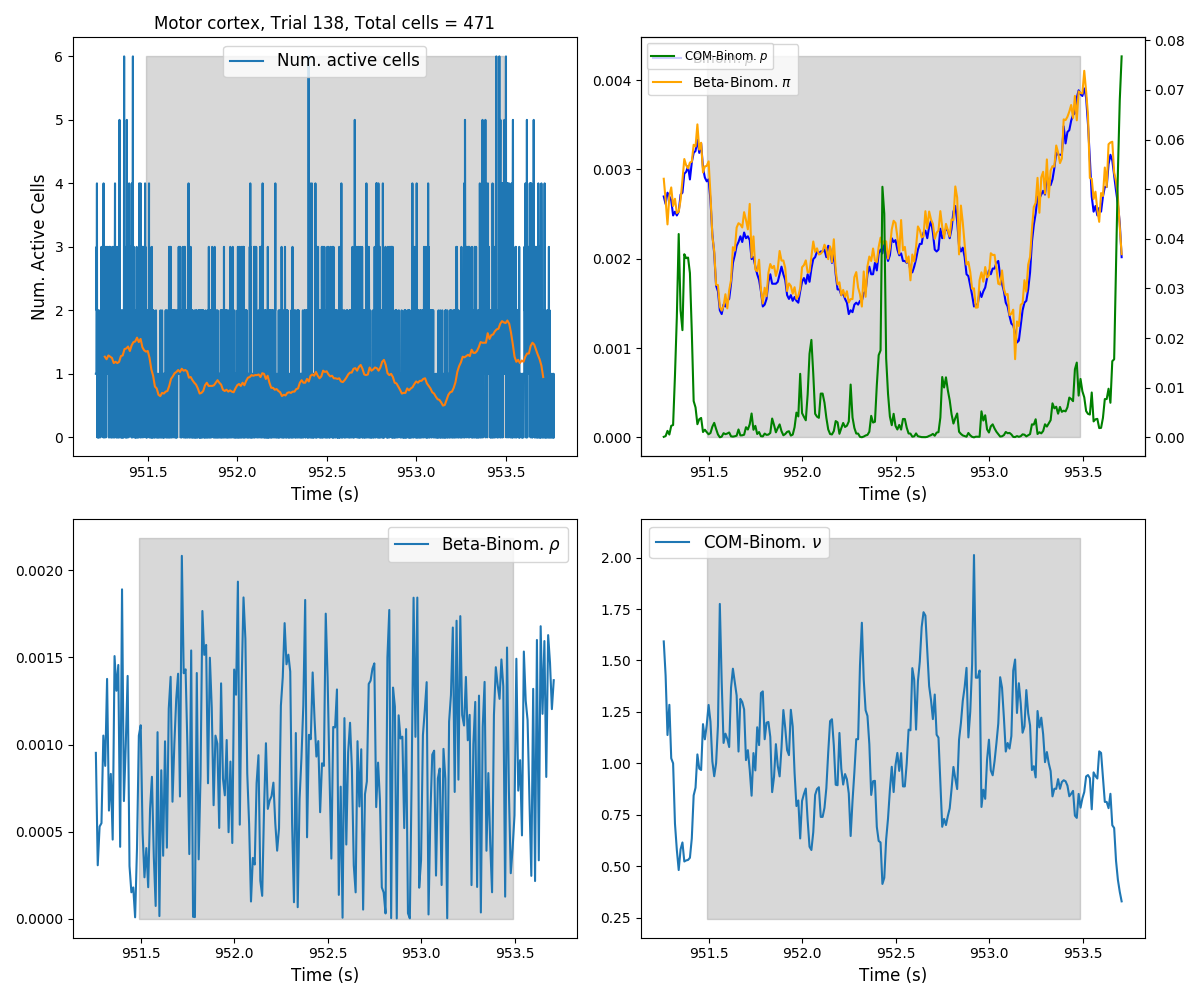 Motor cortex, Trial 138, Total cells = 471
Num. active cells
Num. Active Cells
6
5
4
3
2
1
0
951.5 952.0 952.5 953.0 953.5
Time (s)
COM-Binom. p
Beta-Binom. π
0.004
0.003
0.002
0.001
0.000
0.08
0.07
0.06
0.05
0.04
0.03
0.02
0.01
0.00
951.5 952.0 952.5 953.0 953.5
Time (s)
Beta-Binom. ρ
0.0020
0.0015
0.0010
0.0005
0.0000
951.5 952.0 952.5 953.0 953.5
Time (s)
COM-Binom. ν
2.00
1.75
1.50
1.25
1.00
0.75
0.50
0.25
951.5 952.0 952.5 953.0 953.5
Time (s)